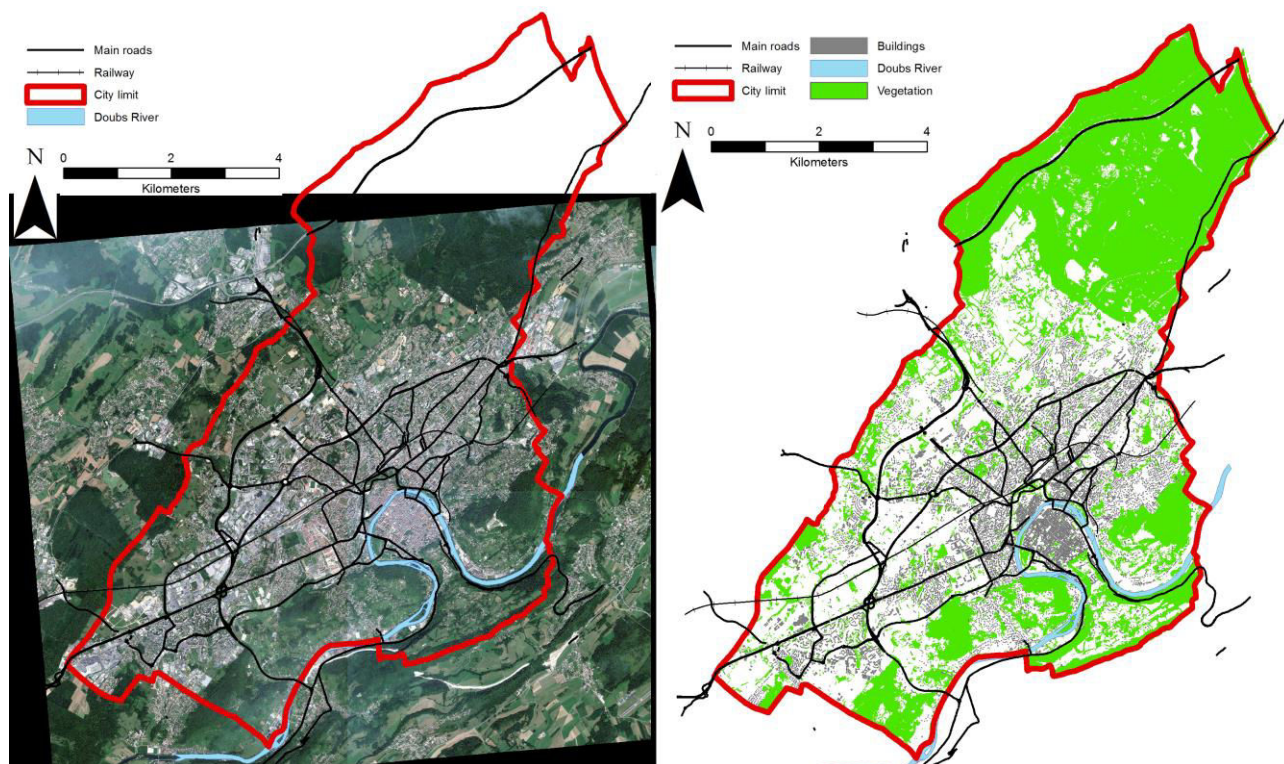 Main roads
Railway
City limit
Doubs River
N
0 2 4
Kilometers
Main roads Buildings
Railway Doubs River
City limit Vegetation
0 2 4
N
Kilometers